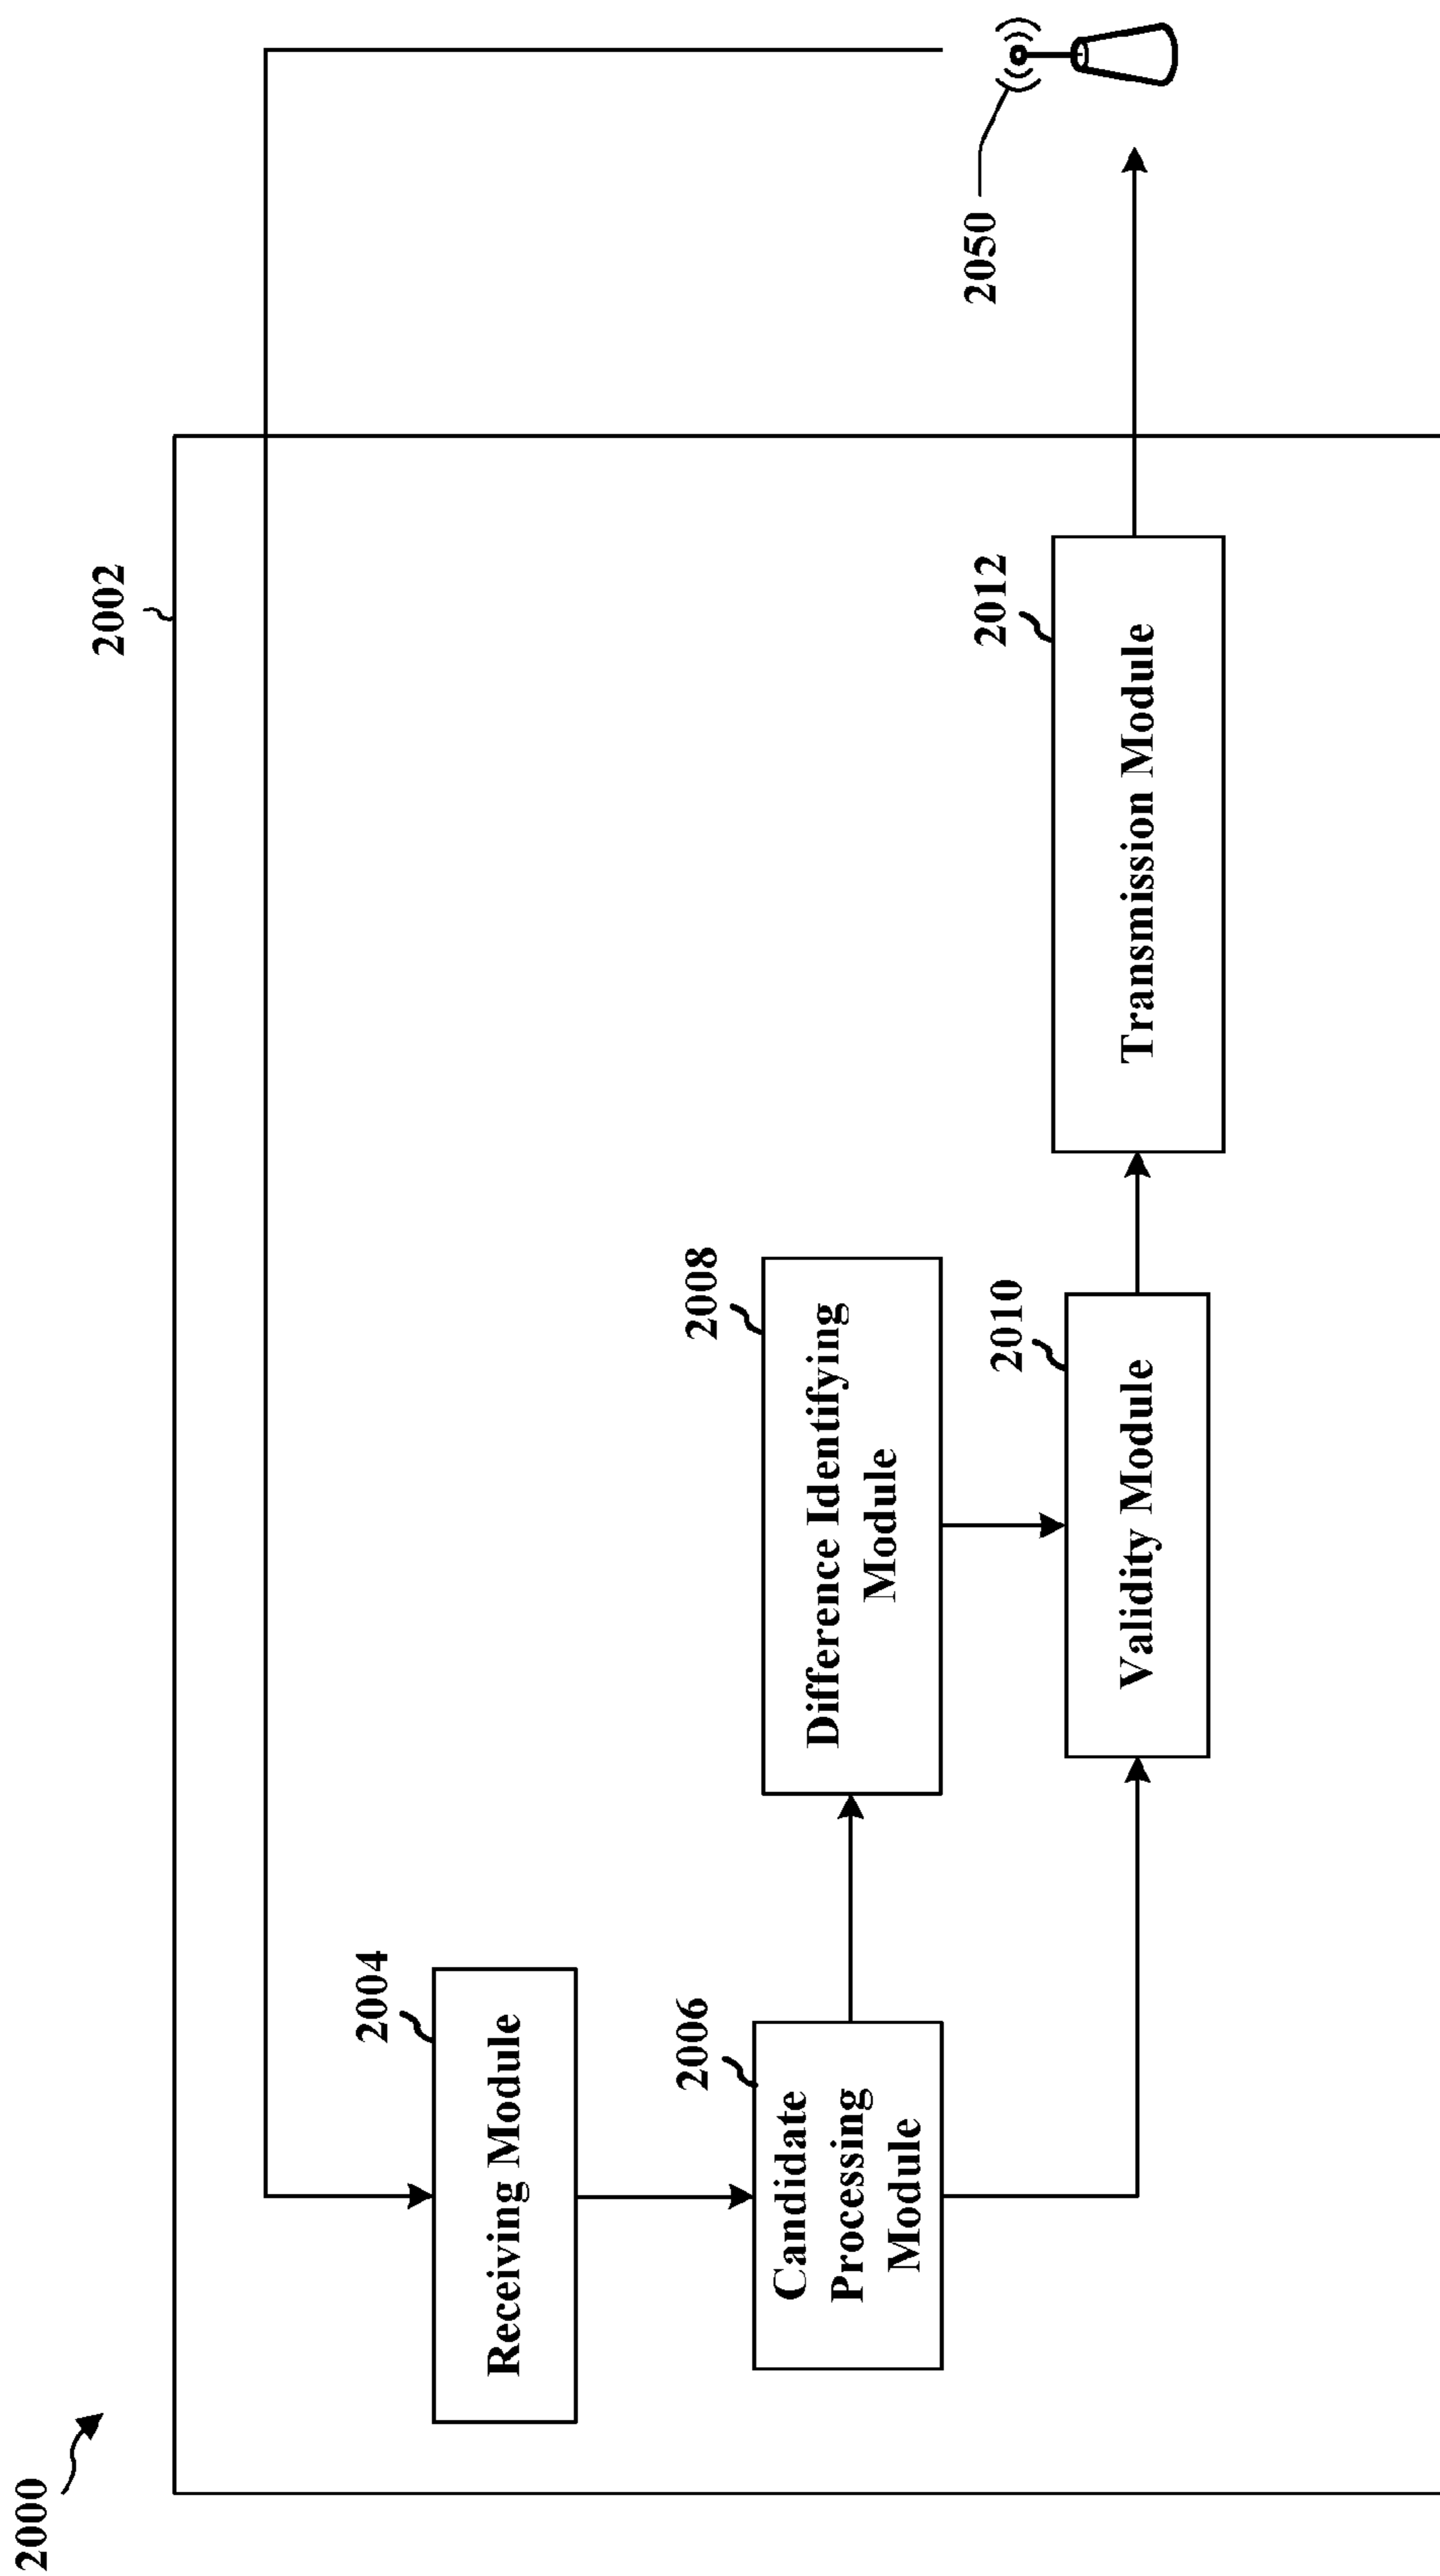 2000
2002
2004
Receiving Module
2006
Candidate
Processing
Module
2008
Difference Identifying
Module
2010
Validity Module
2012
Transmission Module
2050